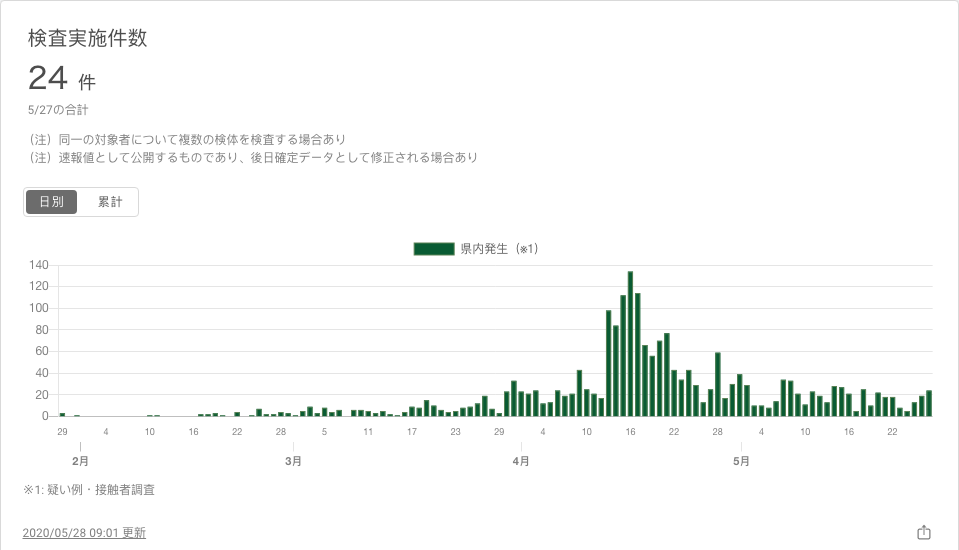 検査実施件数
24 件
5/27の合計
（注）同一の対象者について複数の検体を検査する場合あり
（注）速報値として公開するものであり、後日確定データとして修正される場合あり
日別 累計
県内発生（※1）
140
120
100
80
60
40
20
0
29 4 10 16 22 28 5 11 17 23 29 4 10 16 22 28 4 10 16 22
2月 3月 4月 5月
※1: 疑い例・接触者調査
2020/05/28 09:01 更新